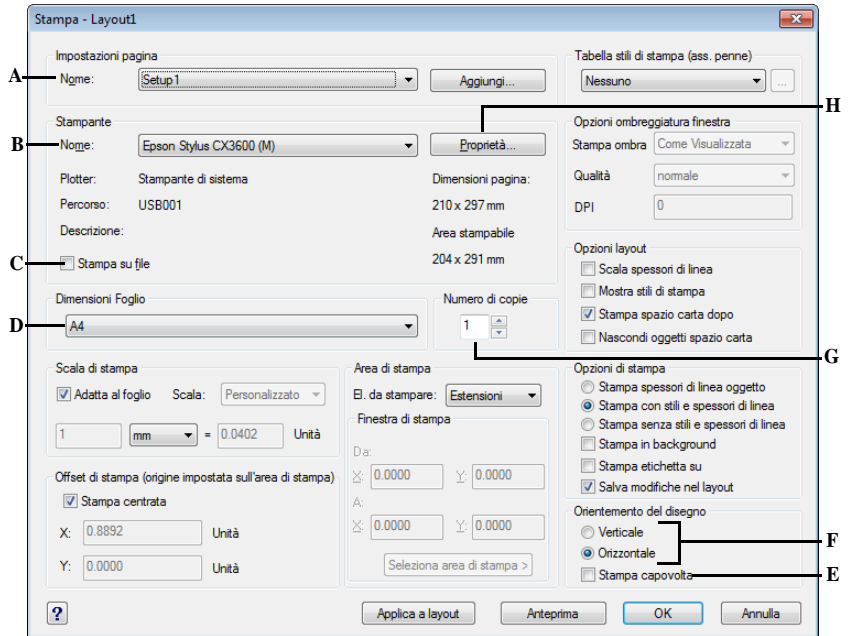 Stampa - Layout1
Impostazioni pagina
A
Nome:
Setup1
Aggiungi...
Tabella stili di stampa (ass. penne)
Nessuno
...
H
Stampante
B
Nome:
Epson Stylus CX3600 (M)
Proprietà...
Plotter:
Stampante di sistema
Dimensioni pagina:
Percorso:
USB001
210 x 297 mm
Descrizione:
Area stampabile
C
Stampa su file
204 x 291 mm
Opzioni ombreggiatura finestra
Stampa ombra
Come Visualizzata
Qualità
normale
DPI
0
Opzioni layout
Scala spessori di linea
Mostra stili di stampa
Stampa spazio carta dopo
Nascondi oggetti spazio carta
Dimensioni Foglio
D
A4
Numero di copie
1
G
Scala di stampa
Adatta al foglio
Scala:
Personalizzato
1
mm
=
0.0402
Unità
Offset di stampa (origine impostata sull'area di stampa)
Stampa centrata
X:
0.8892
Unità
Y:
0.0000
Unità
Area di stampa
El. da stampare:
Estensioni
Finestra di stampa
Da:
X:
0.0000
Y:
0.0000
A:
X:
0.0000
Y:
0.0000
Seleziona area di stampa >
Opzioni di stampa
Stampa spessori di linea oggetto
Stampa con stili e spessori di linea
Stampa senza stili e spessori di linea
Stampa in background
Stampa etichetta su
Salva modifiche nel layout
Orientemento del disegno
Verticale
F
Orizzontale
Stampa capovolta
E
?
Applica a layout
Anteprima
OK
Annulla